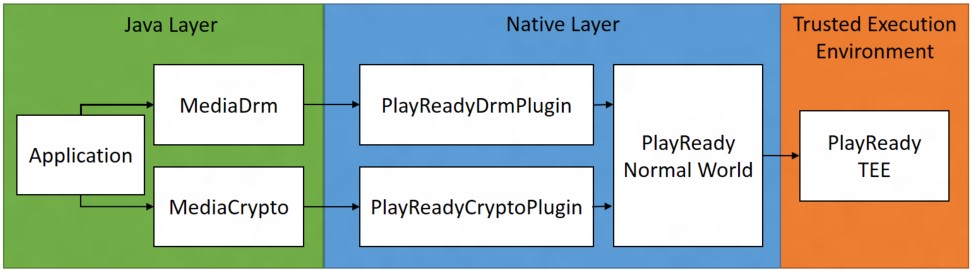 Java Layer
Native Layer
Trusted Execution
Environment
MediaDrm
PlayReadyDrmPlugin
Application
PlayReady
Normal World
PlayReady
TEE
MediaCrypto
PlayReadyCryptoPlugin